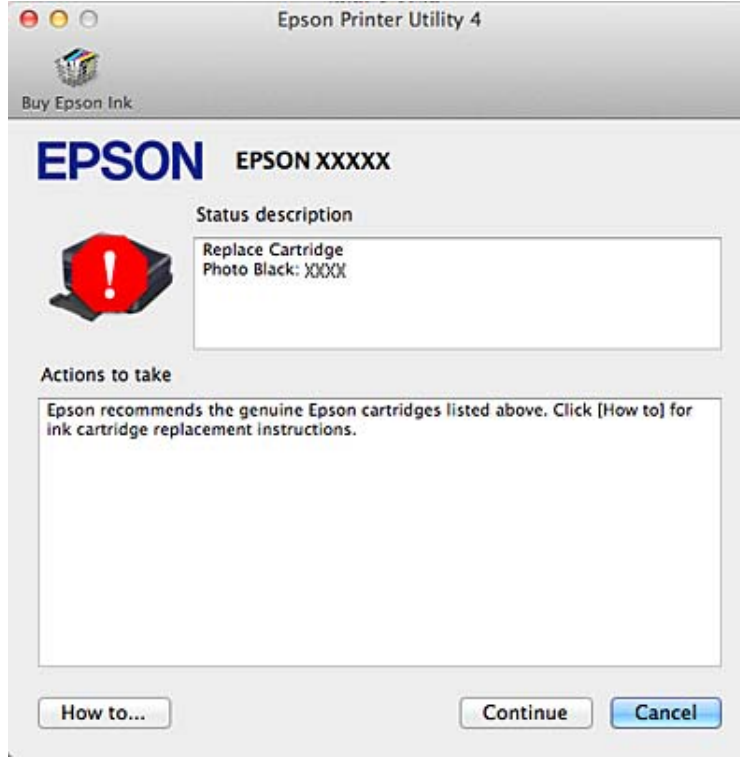 Epson Printer Utility 4
Buy Epson Ink
EPSON EPSON XXXXX
Status description
Replace Cartridge
Photo Black: XXXX
Actions to take
Epson recommends the genuine Epson cartridges listed above. Click [How to] for
ink cartridge replacement instructions.
How to... Continue Cancel